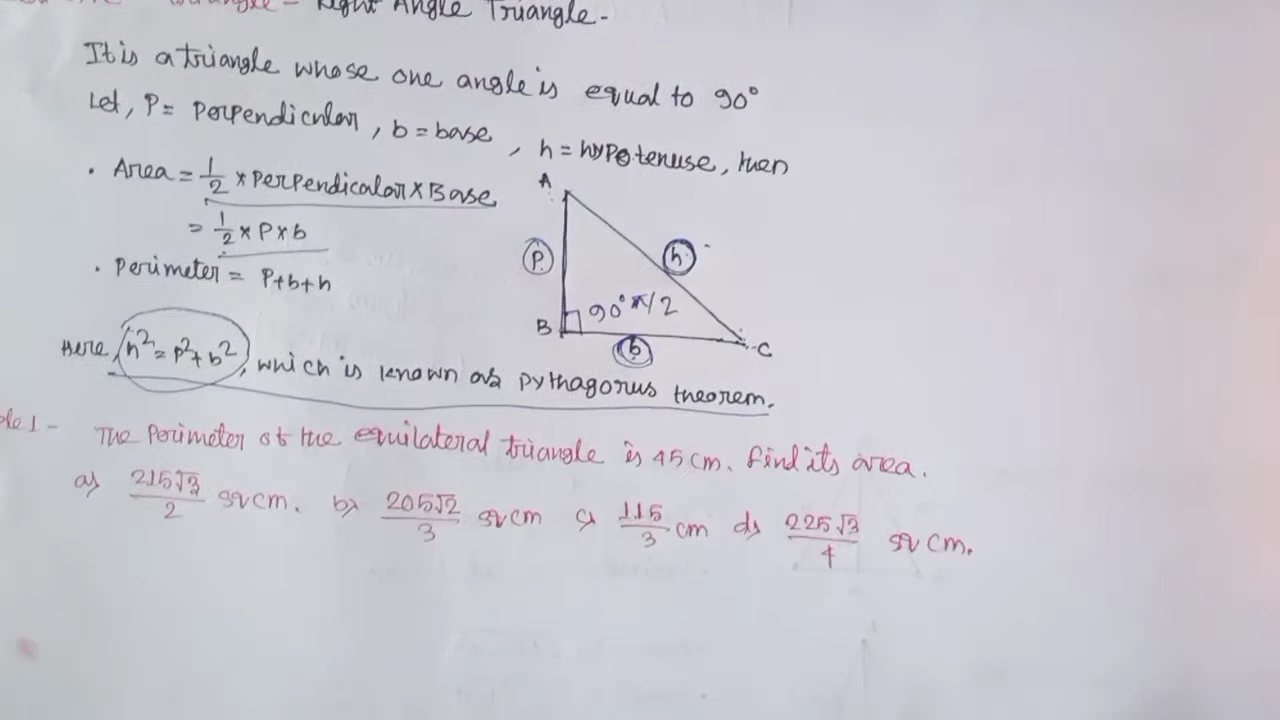 Right Angle Triangle-
It is a triangle whose one angle is equal to 90°
Let, P = Perpendicular, b = base, h = hypotenuse, then
. Area = 1/2 × Perpendicular × Base
= 1/2 × P × b
. Perimeter = P+b+h
A
P
h
B
90° π/2
b
C
Here, h² = p² + b², which is known as pythagorus theorem.
1- The Perimeter of the equilateral triangle is 45 cm. find its area.
a) 215√3/2 sq cm. b) 205√2/3 sq cm c) 115/3 cm d) 225√3/4 sq cm.